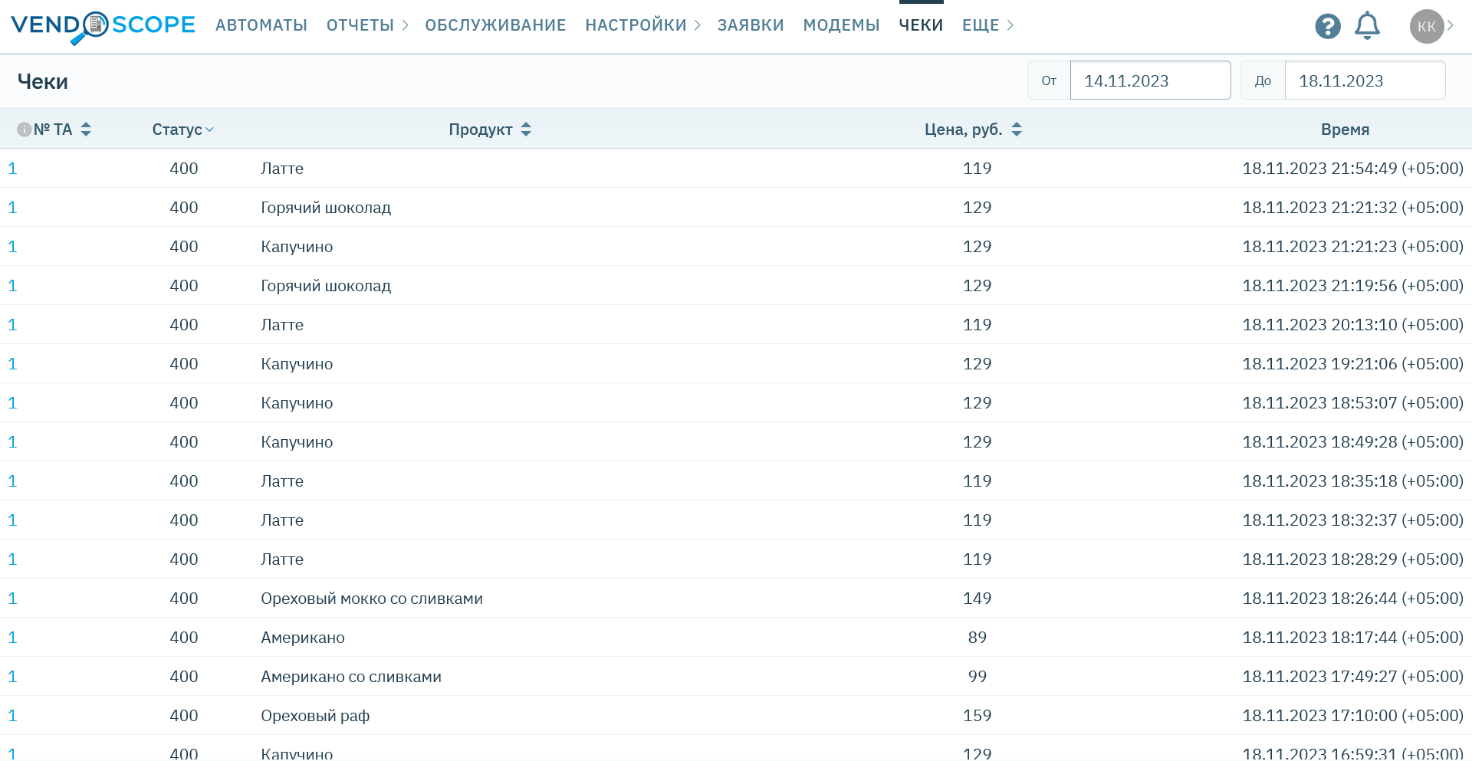 VEND SCOPE АВТОМАТЫ ОТЧЕТЫ ОБСЛУЖИВАНИЕ НАСТРОЙКИ ЗАЯВКИ МОДЕМЫ ЧЕКИ ЕЩЕ ? КК
Чеки От 14.11.2023 До 18.11.2023
№ ТА Статус Продукт Цена, руб. Время
1 400 Латте 119 18.11.2023 21:54:49 (+05:00)
1 400 Горячий шоколад 129 18.11.2023 21:21:32 (+05:00)
1 400 Капучино 129 18.11.2023 21:21:23 (+05:00)
1 400 Горячий шоколад 129 18.11.2023 21:19:56 (+05:00)
1 400 Латте 119 18.11.2023 20:13:10 (+05:00)
1 400 Капучино 129 18.11.2023 19:21:06 (+05:00)
1 400 Капучино 129 18.11.2023 18:53:07 (+05:00)
1 400 Капучино 129 18.11.2023 18:49:28 (+05:00)
1 400 Латте 119 18.11.2023 18:35:18 (+05:00)
1 400 Латте 119 18.11.2023 18:32:37 (+05:00)
1 400 Латте 119 18.11.2023 18:28:29 (+05:00)
1 400 Ореховый мокко со сливками 149 18.11.2023 18:26:44 (+05:00)
1 400 Американо 89 18.11.2023 18:17:44 (+05:00)
1 400 Американо со сливками 99 18.11.2023 17:49:27 (+05:00)
1 400 Ореховый раф 159 18.11.2023 17:10:00 (+05:00)
1 400 Капучино 129 18.11.2023 16:59:31 (+05:00)